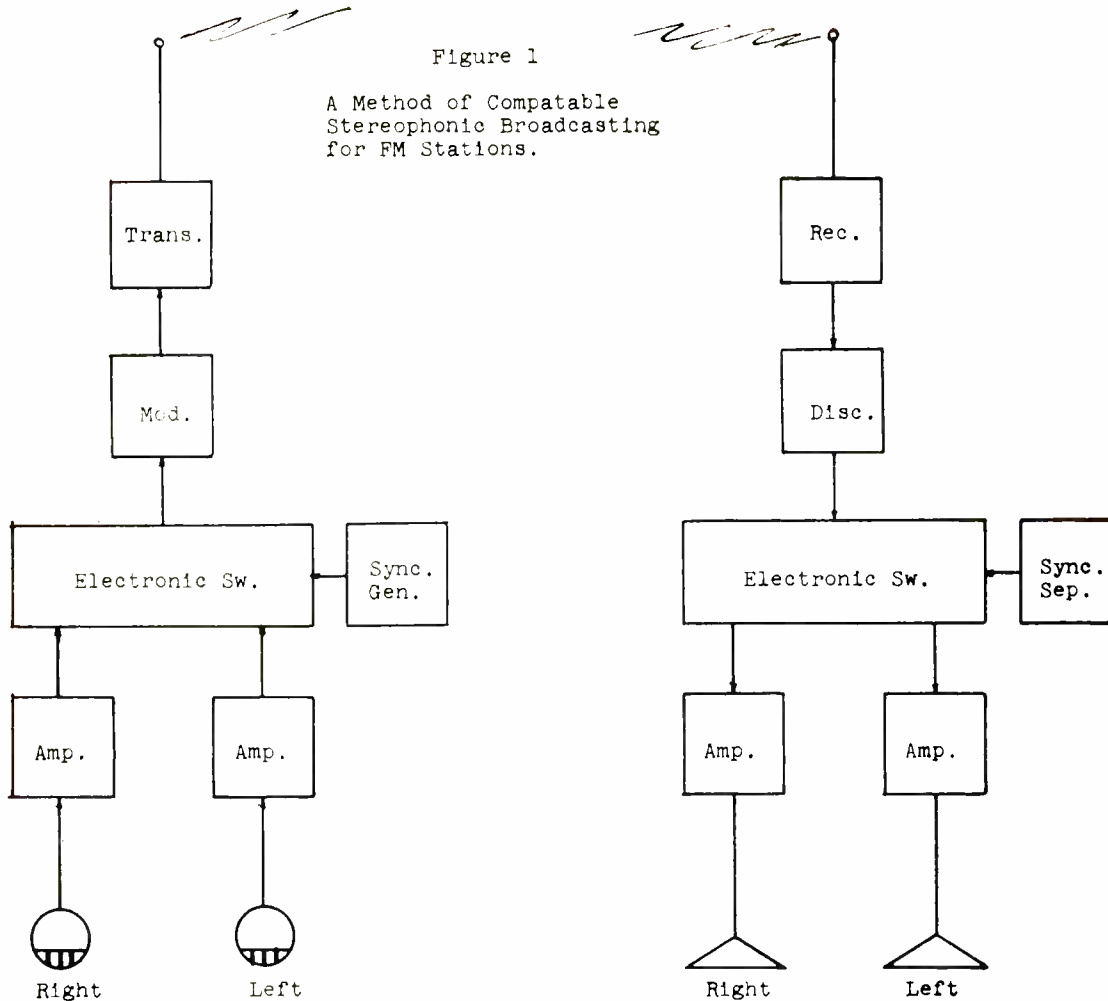 Figure 1
A Method of Compatable
Stereophonic Broadcasting
for FM Stations.
Trans.
Mod.
Electronic Sw.
Sync.
Gen.
Amp.
Amp.
Right
Left
Rec.
Disc.
Electronic Sw.
Sync.
Sep.
Amp.
Amp.
Right
Left